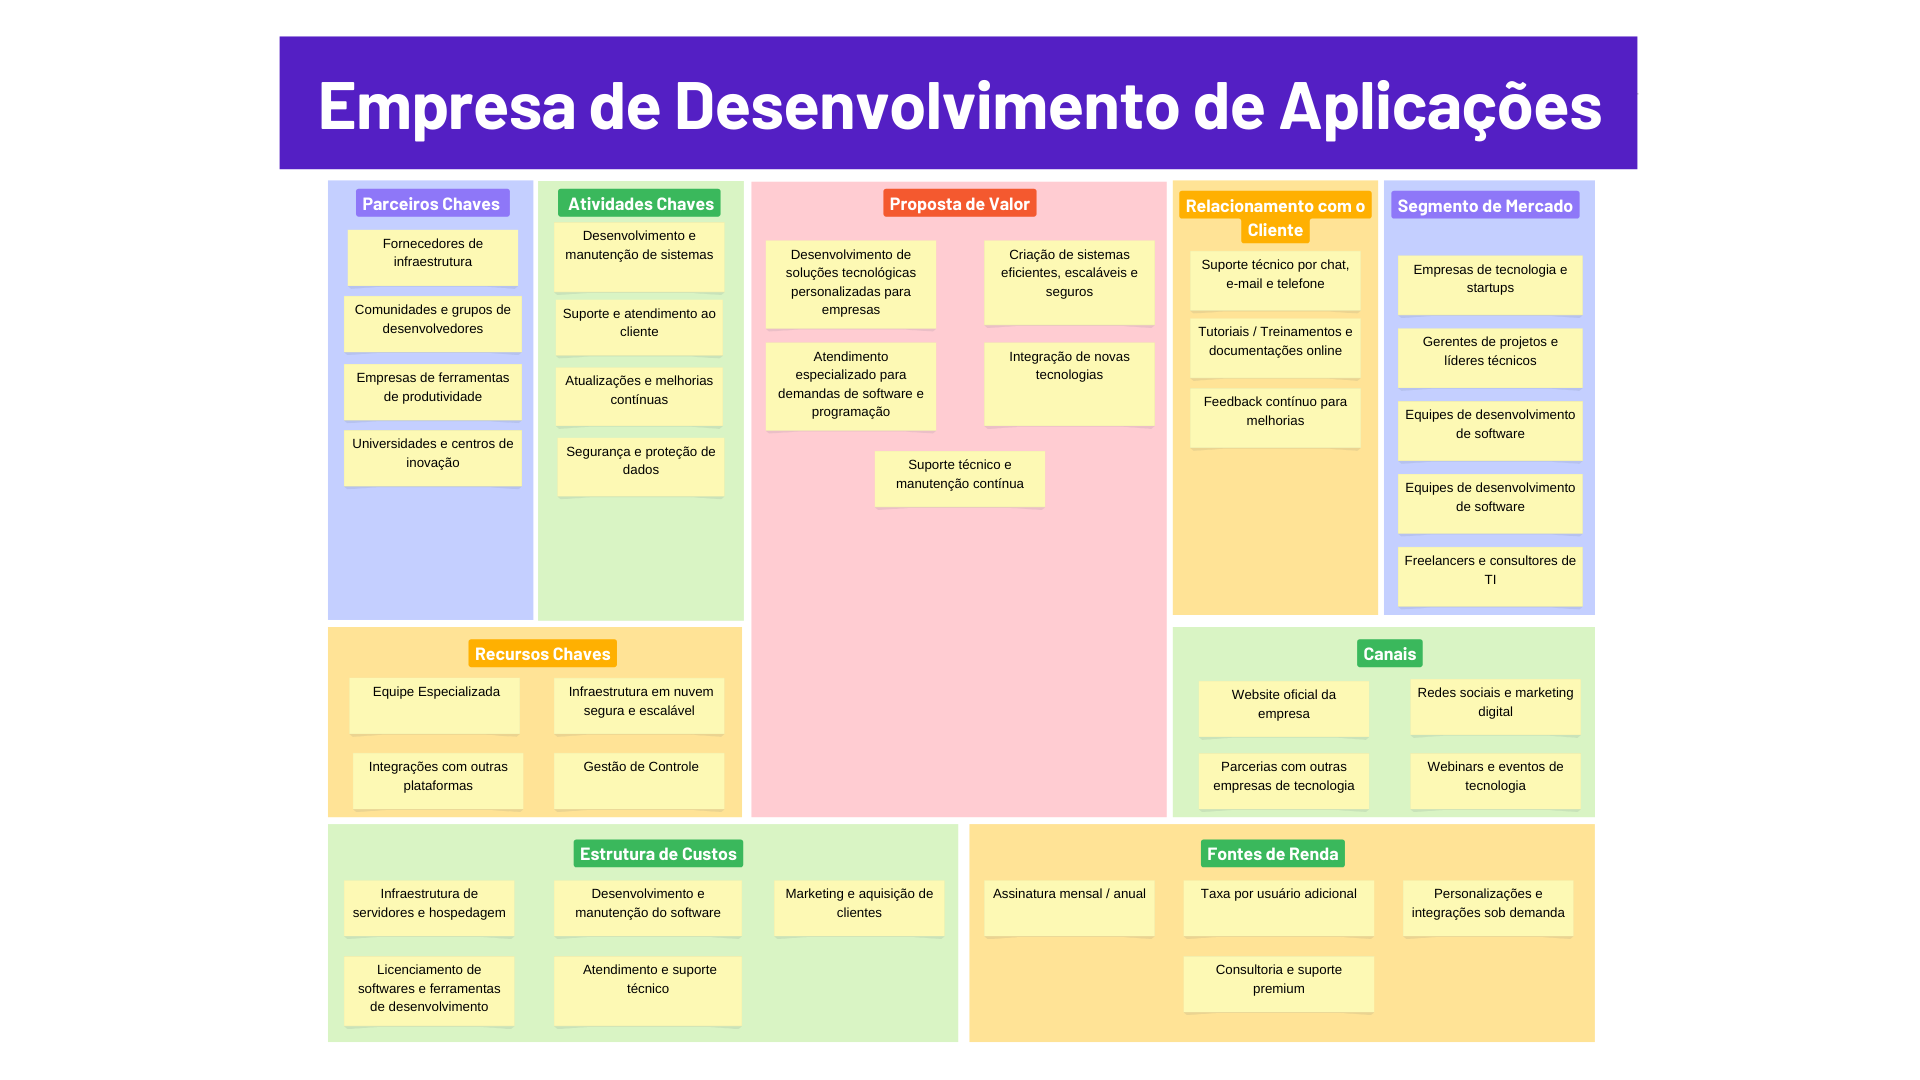 Empresa de Desenvolvimento de Aplicações
Parceiros Chaves
Fornecedores de
infraestrutura
Comunidades e grupos de
desenvolvedores
Empresas de ferramentas
de produtividade
Universidades e centros de
inovação
Atividades Chaves
Desenvolvimento e
manutenção de sistemas
Suporte e atendimento ao
cliente
Atualizações e melhorias
contínuas
Segurança e proteção de
dados
Proposta de Valor
Desenvolvimento de
soluções tecnológicas
personalizadas para
empresas
Criação de sistemas
eficientes, escaláveis e
seguros
Atendimento
especializado para
demandas de software e
programação
Integração de novas
tecnologias
Suporte técnico e
manutenção contínua
Relacionamento com o
Cliente
Suporte técnico por chat,
e-mail e telefone
Tutoriais / Treinamentos e
documentações online
Feedback contínuo para
melhorias
Segmento de Mercado
Empresas de tecnologia e
startups
Gerentes de projetos e
líderes técnicos
Equipes de desenvolvimento
de software
Equipes de desenvolvimento
de software
Freelancers e consultores de
TI
Recursos Chaves
Equipe Especializada
Infraestrutura em nuvem
segura e escalável
Integrações com outras
plataformas
Gestão de Controle
Canais
Website oficial da
empresa
Redes sociais e marketing
digital
Parcerias com outras
empresas de tecnologia
Webinars e eventos de
tecnologia
Estrutura de Custos
Infraestrutura de
servidores e hospedagem
Desenvolvimento e
manutenção do software
Marketing e aquisição de
clientes
Licenciamento de
softwares e ferramentas
de desenvolvimento
Atendimento e suporte
técnico
Fontes de Renda
Assinatura mensal / anual
Taxa por usuário adicional
Personalizações e
integrações sob demanda
Consultoria e suporte
premium